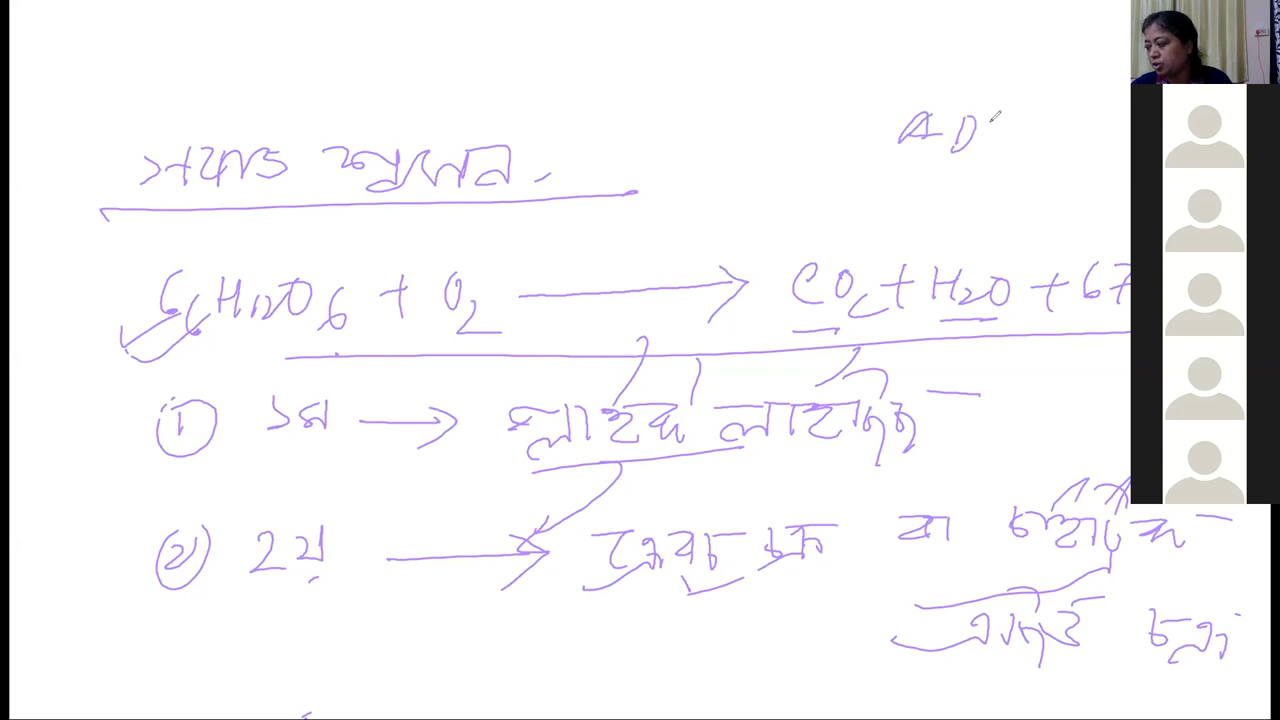 AD
সবাত শ্বসন.
C6H12O6 + O2 → CO2 + H2O + 67
① ১ম → গ্লাইকো লাইসিস
② ২য় → ক্রেবস চক্র বা সাইট্রিক
এসিড চক্র